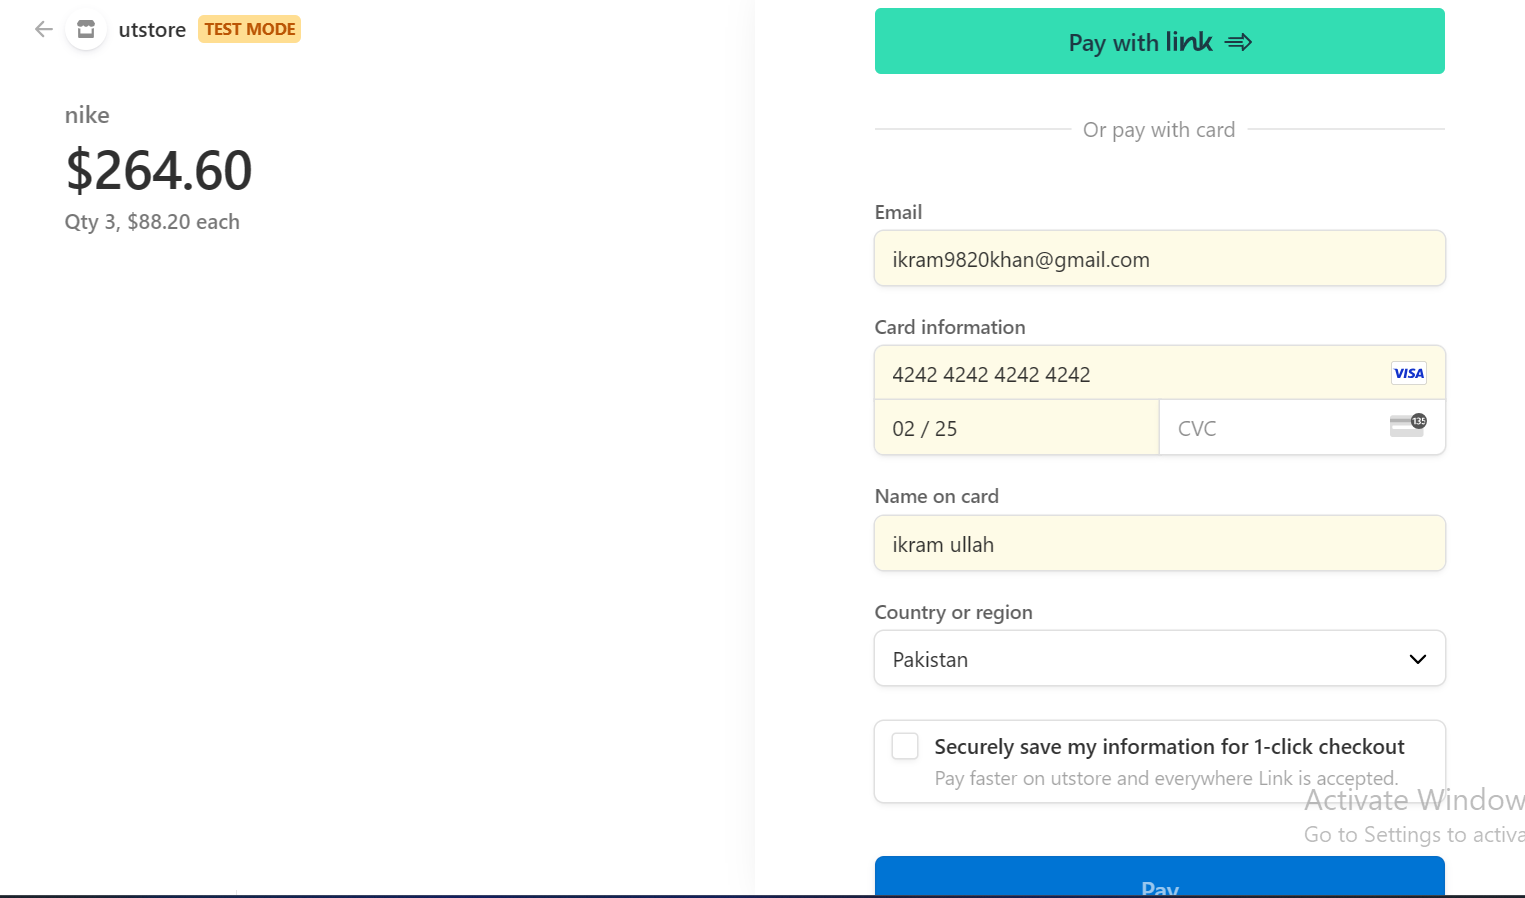 utstore TEST MODE
nike
$264.60
Qty 3, $88.20 each
Pay with link
Or pay with card
Email
ikram9820khan@gmail.com
Card information
4242 4242 4242 4242 VISA
02 / 25 CVC 135
Name on card
ikram ullah
Country or region
Pakistan
Securely save my information for 1-click checkout
Pay faster on utstore and everywhere Link is accepted.
Activate Window
Go to Settings to activa
Pay